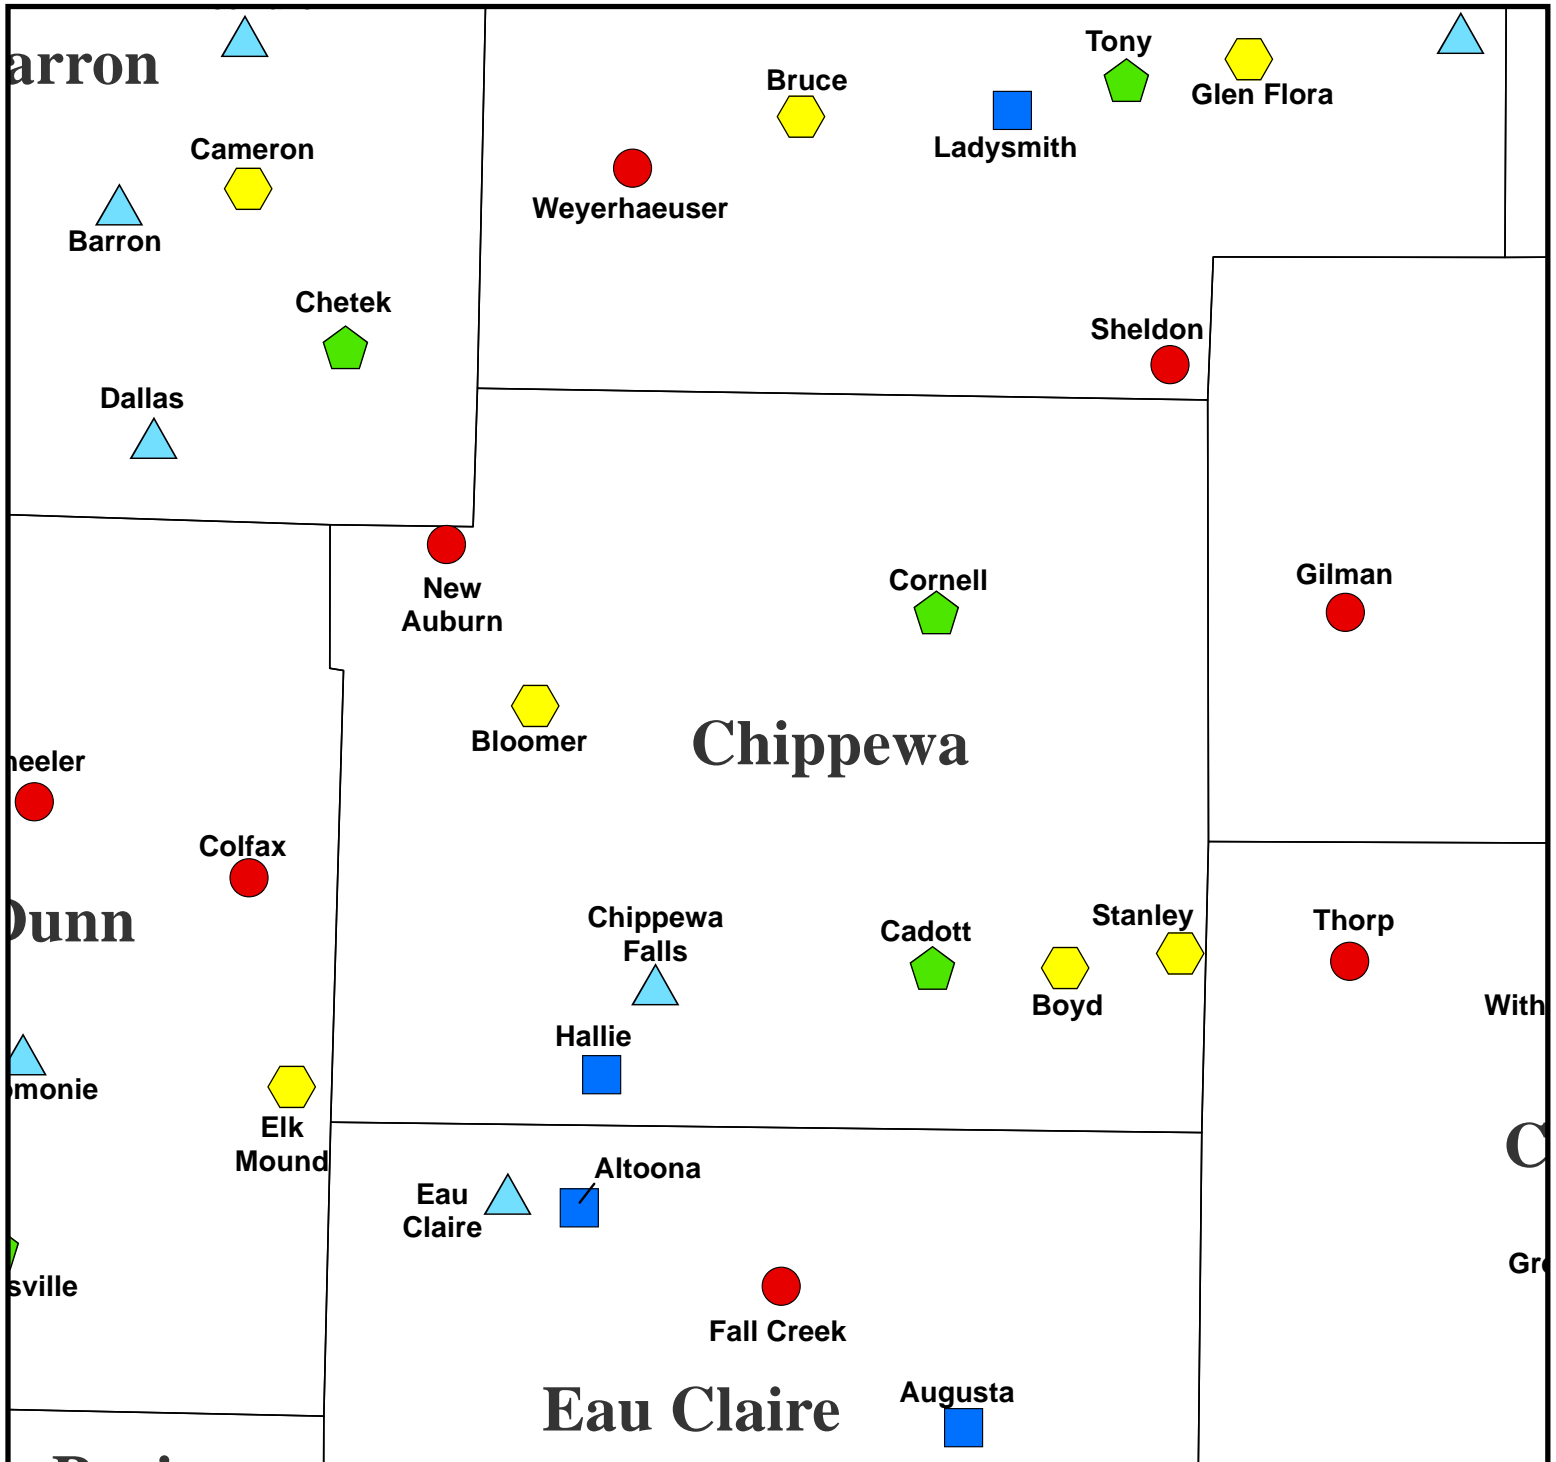 arron
Tony
Bruce
Glen Flora
Ladysmith
Cameron
Weyerhaeuser
Barron
Chetek
Sheldon
Dallas
New
Auburn
Cornell
Gilman
Bloomer
Chippewa
heeler
Colfax
Dunn
Chippewa
Falls
Cadott
Stanley
Boyd
Thorp
With
Hallie
omonie
Elk
Mound
C
Altoona
Eau
Claire
sville
Gre
Fall Creek
Eau Claire
Augusta